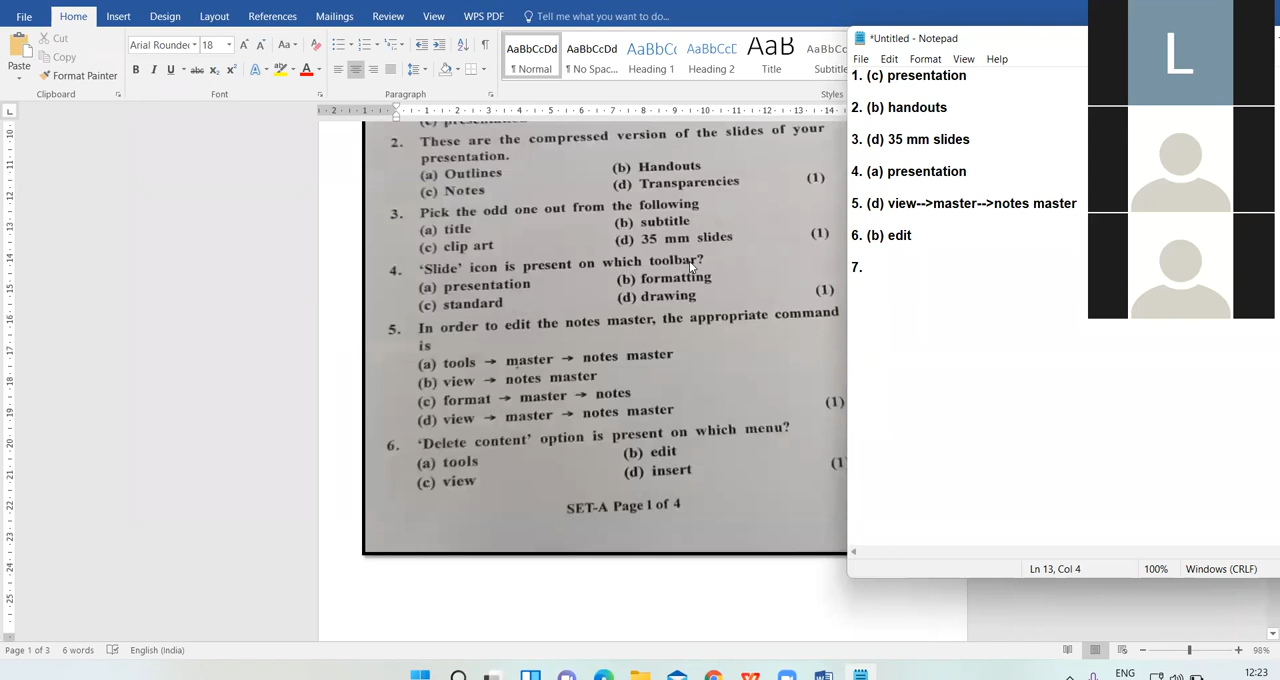 File Home Insert Design Layout References Mailings Review View WPS PDF Tell me what you want to do...
Paste
Cut
Copy
Format Painter
Clipboard
Arial Rounde 18
Font
Paragraph
AaBbCcDd ¶ Normal
AaBbCcDd ¶ No Spac...
AaBbCc Heading 1
AaBbCcE Heading 2
AaB Title
AaBbCc Subtitle
Styles
2. These are the compressed version of the slides of your
presentation.
(a) Outlines (b) Handouts
(c) Notes (d) Transparencies (1)
3. Pick the odd one out from the following
(a) title (b) subtitle
(c) clip art (d) 35 mm slides (1)
4. 'Slide' icon is present on which toolbar?
(a) presentation (b) formatting
(c) standard (d) drawing (1)
5. In order to edit the notes master, the appropriate command
is
(a) tools → master → notes master
(b) view → notes master
(c) format → master → notes
(d) view → master → notes master (1)
6. 'Delete content' option is present on which menu?
(a) tools (b) edit
(c) view (d) insert (1
SET-A Page 1 of 4
*Untitled - Notepad
File Edit Format View Help
1. (c) presentation
2. (b) handouts
3. (d) 35 mm slides
4. (a) presentation
5. (d) view-->master-->notes master
6. (b) edit
7.
Ln 13, Col 4 100% Windows (CRLF)
L
Page 1 of 3 6 words English (India) 98%
ENG 12:23